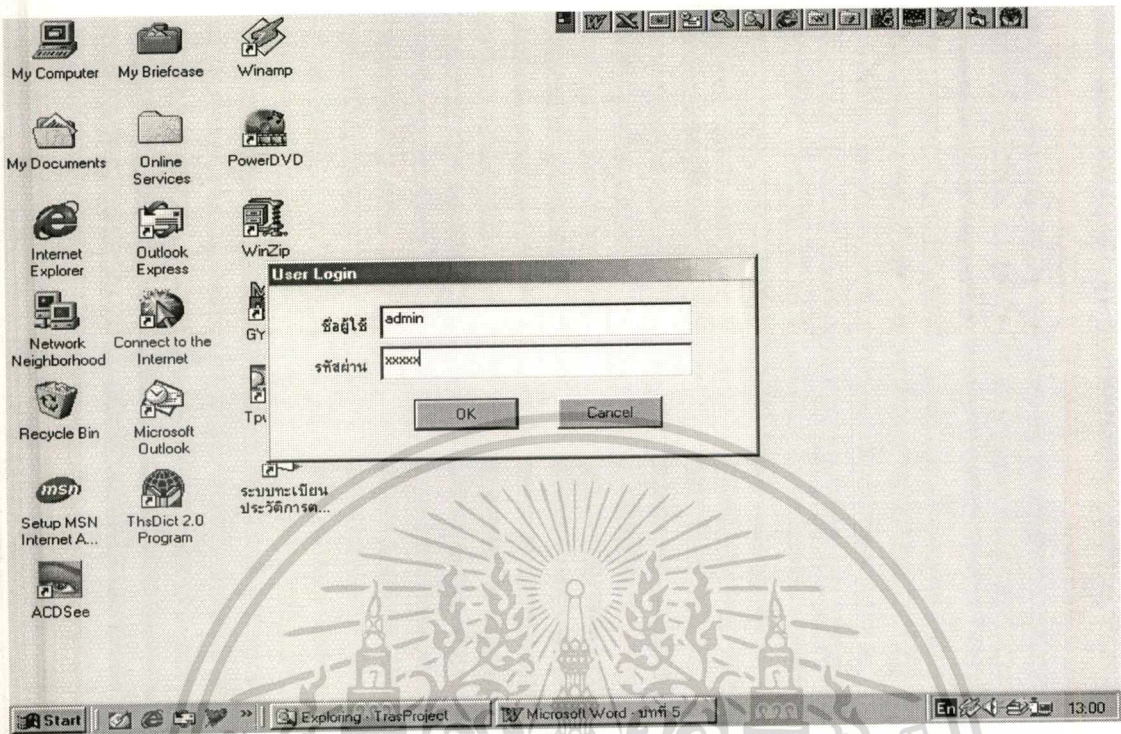 My Computer
My Briefcase
Winamp
My Documents
Online
Services
PowerDVD
Internet
Explorer
Outlook
Express
WinZip
Network
Neighborhood
Connect to the
Internet
GY
Recycle Bin
Microsoft
Outlook
msn
Setup MSN
Internet A...
ThsDict 2.0
Program
ระบบทะเบียน
ประวัติการต...
ACDSee
User Login
ชื่อผู้ใช้ admin
รหัสผ่าน xxxxx
OK Cancel
Start
Exploring - TrasProject
Microsoft Word - บทที่ 5
En 13:00